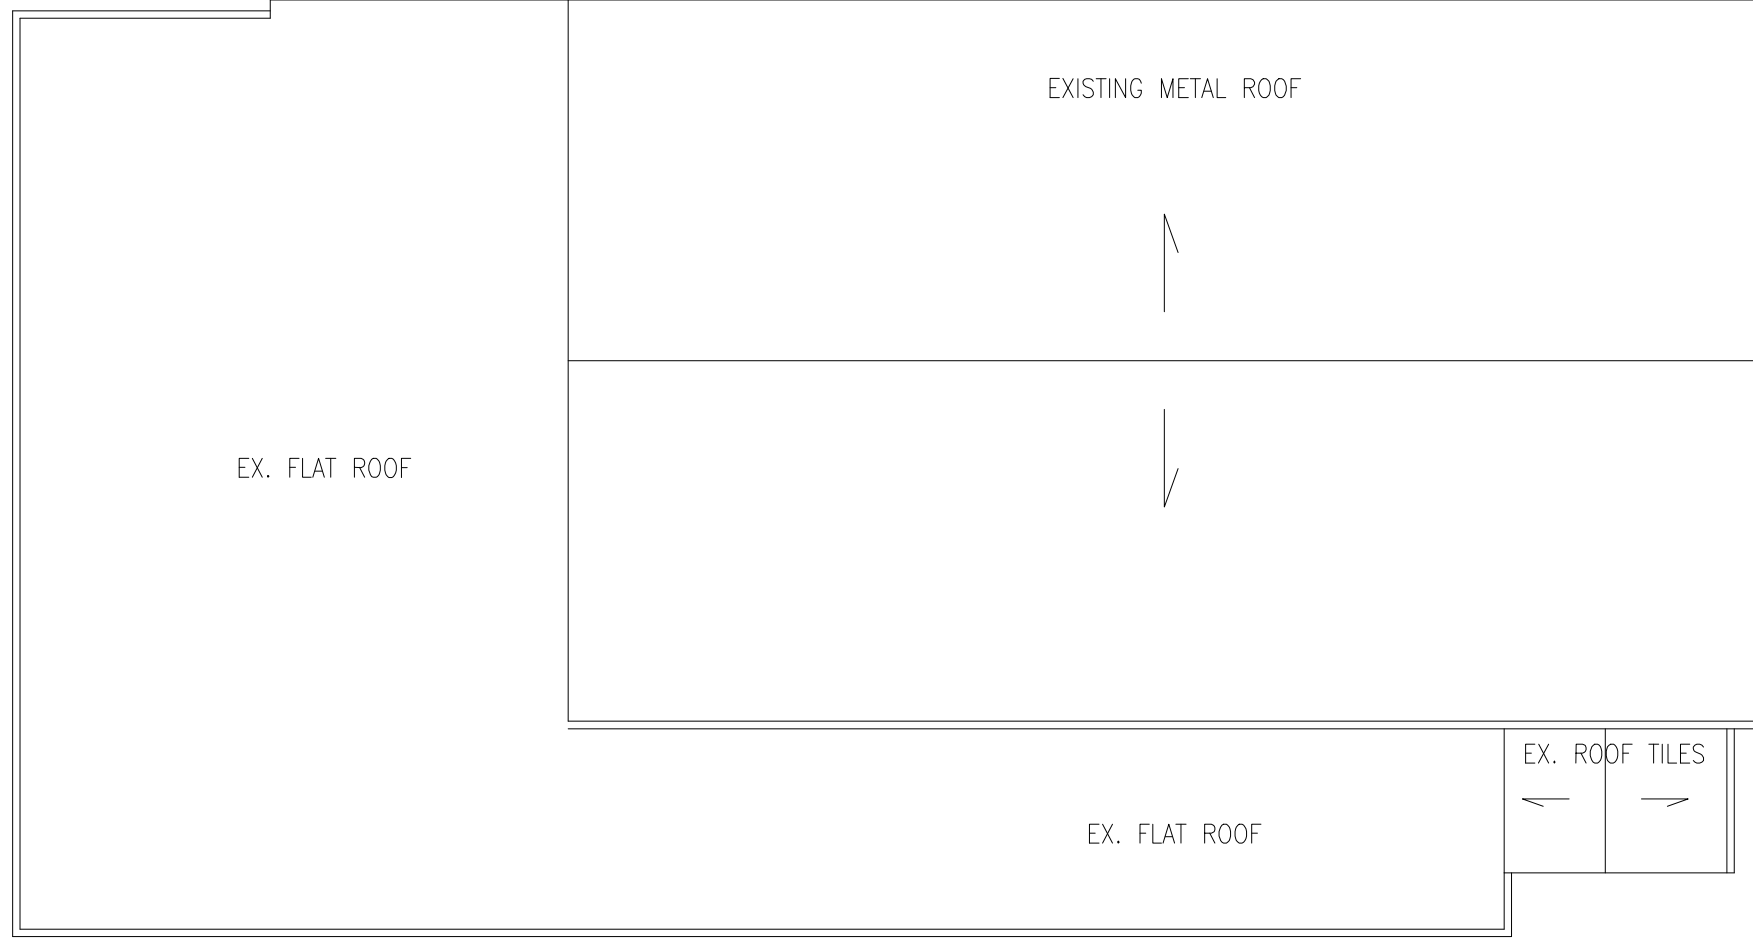 EXISTING METAL ROOF
EX. FLAT ROOF
EX. ROOF TILES
EX. FLAT ROOF